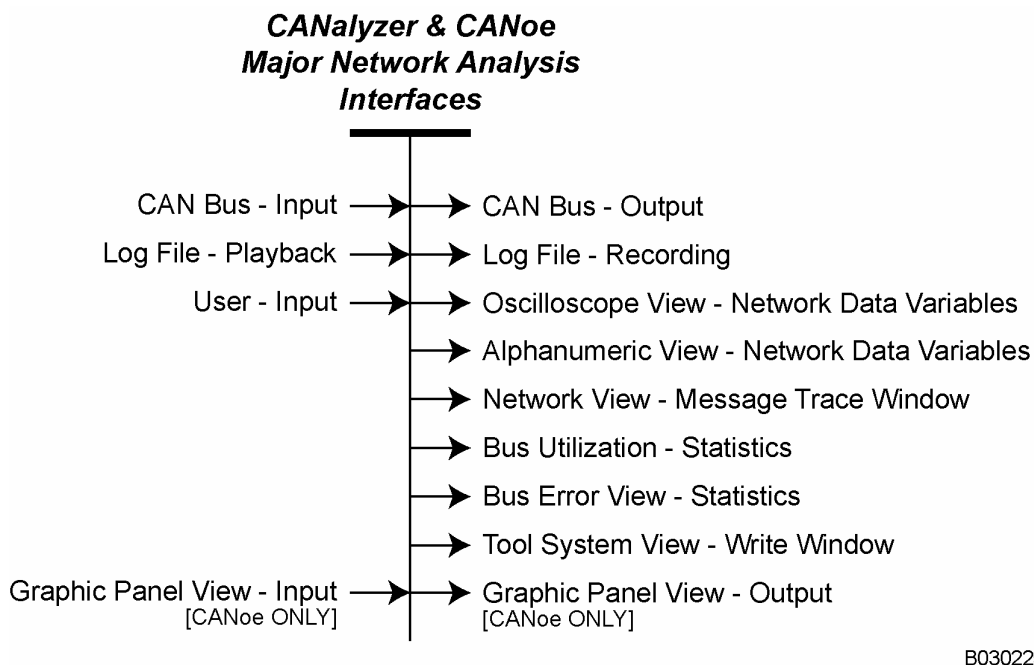 CANalyzer & CANoe
Major Network Analysis
Interfaces
CAN Bus - Input
CAN Bus - Output
Log File - Playback
Log File - Recording
User - Input
Oscilloscope View - Network Data Variables
Alphanumeric View - Network Data Variables
Network View - Message Trace Window
Bus Utilization - Statistics
Bus Error View - Statistics
Tool System View - Write Window
Graphic Panel View - Input
[CANoe ONLY]
Graphic Panel View - Output
[CANoe ONLY]
B03022